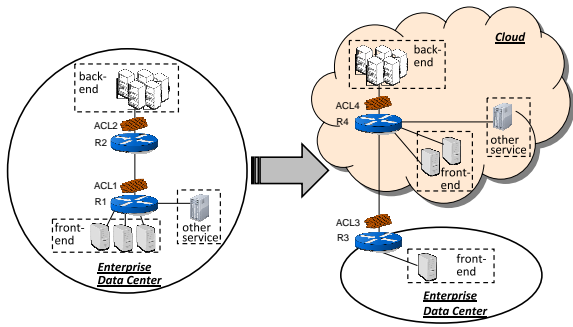 back-
end
ACL2
R2
ACL1
R1
front-
end
other
service
Enterprise
Data Center
Cloud
back-
end
ACL4
R4
other
service
front-
end
ACL3
R3
front-
end
Enterprise
Data Center